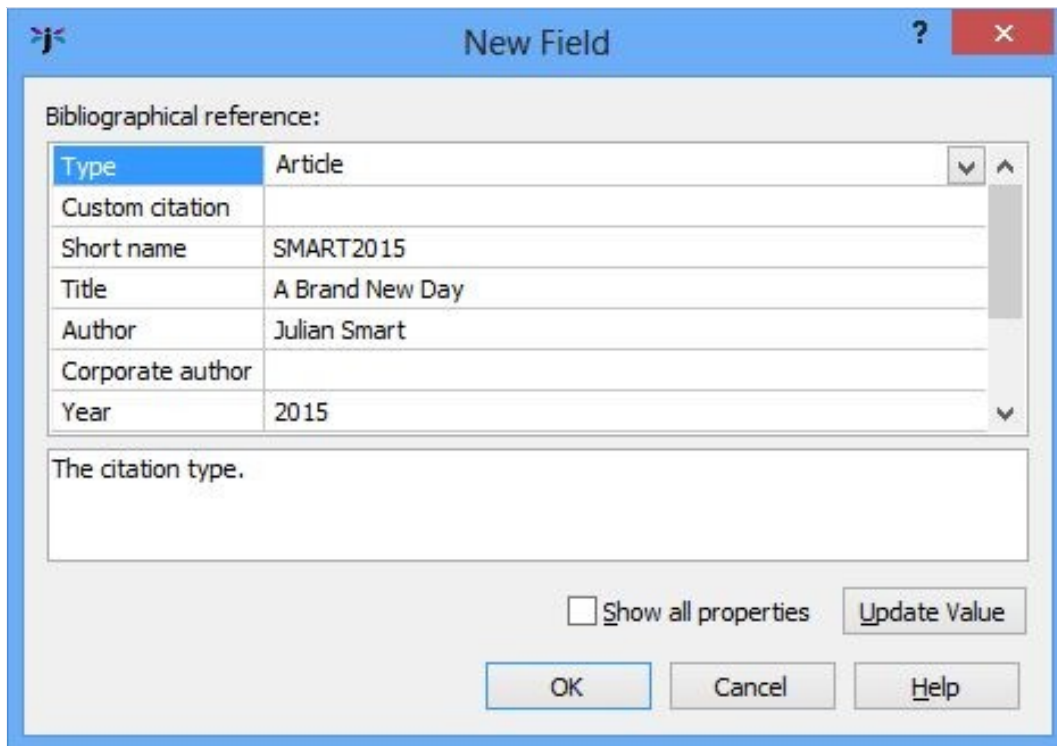 New Field
?
Bibliographical reference:
Type Article
Custom citation
Short name SMART2015
Title A Brand New Day
Author Julian Smart
Corporate author
Year 2015
The citation type.
Show all properties Update Value
OK Cancel Help